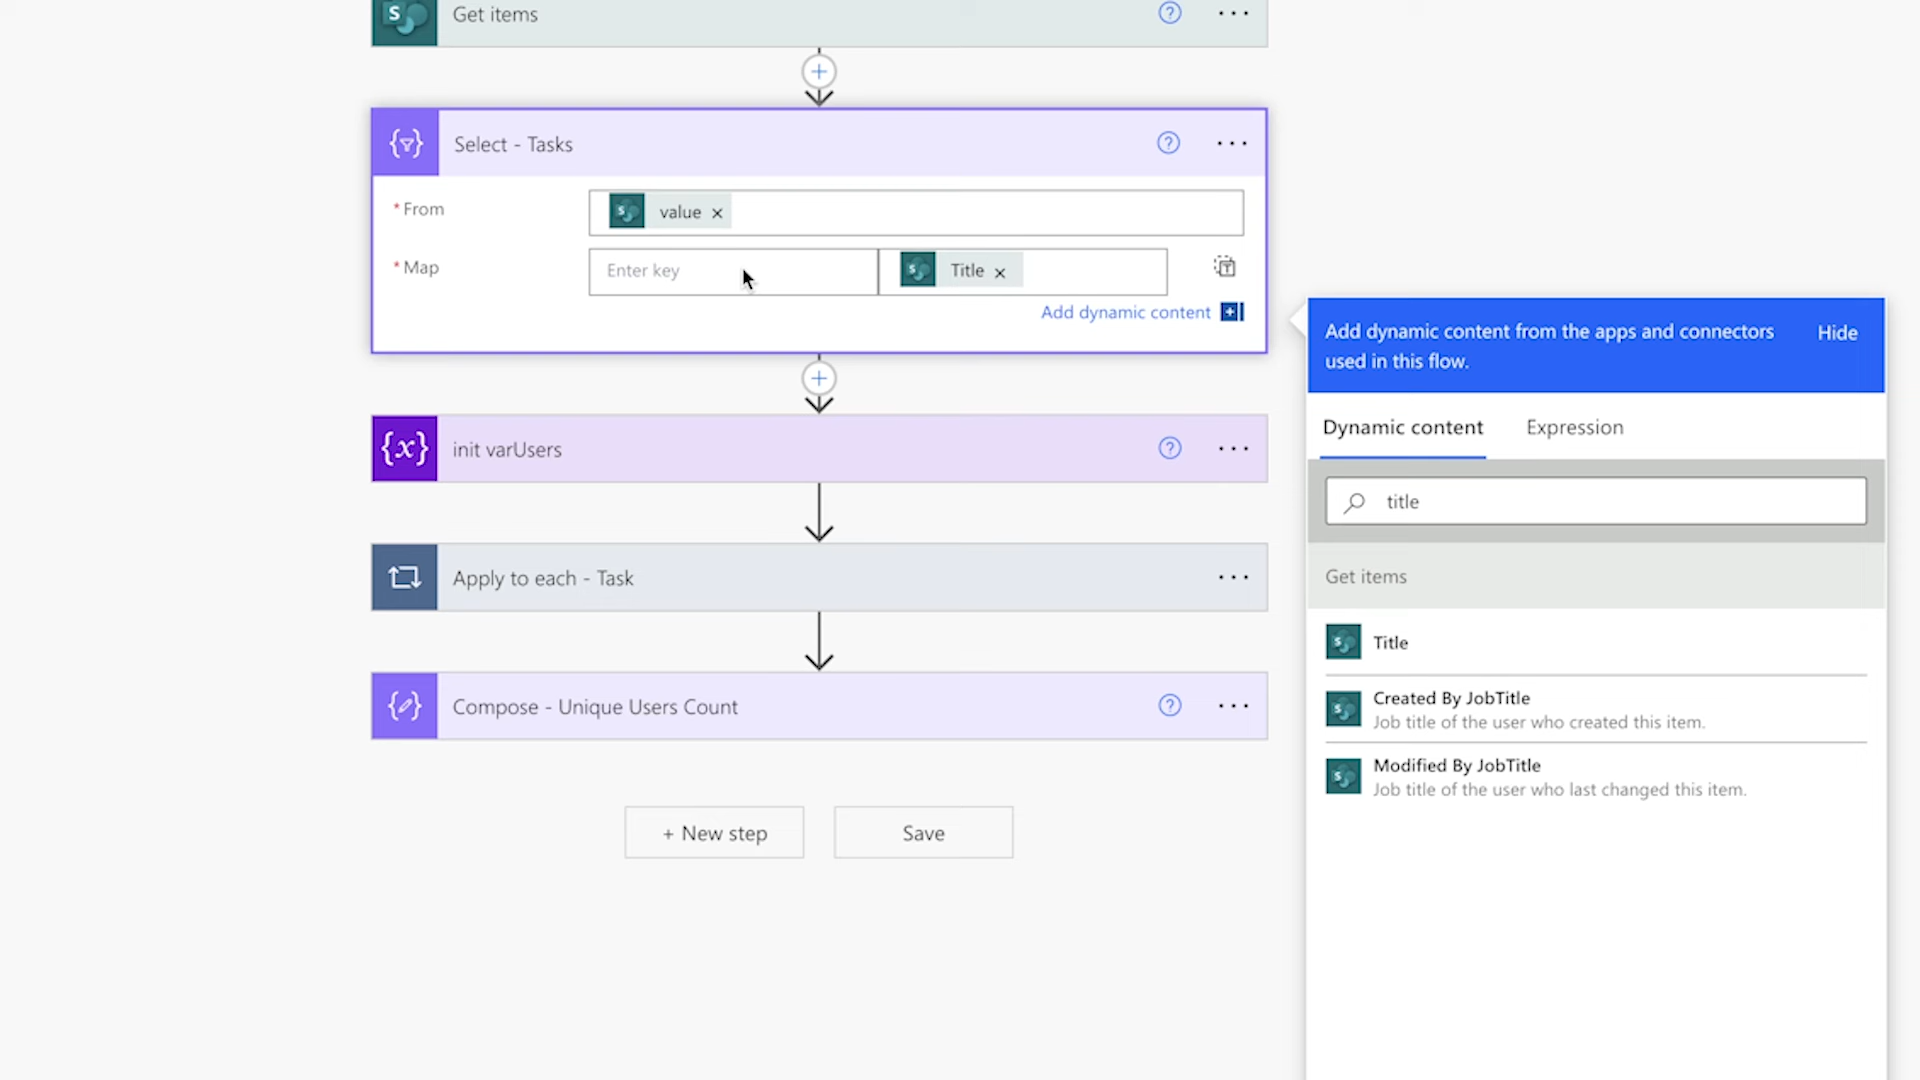 Get items
Select - Tasks
* From
value ×
* Map
Enter key
Title ×
Add dynamic content
init varUsers
Apply to each - Task
Compose - Unique Users Count
+ New step
Save
Add dynamic content from the apps and connectors
used in this flow.
Hide
Dynamic content
Expression
title
Get items
Title
Created By JobTitle
Job title of the user who created this item.
Modified By JobTitle
Job title of the user who last changed this item.